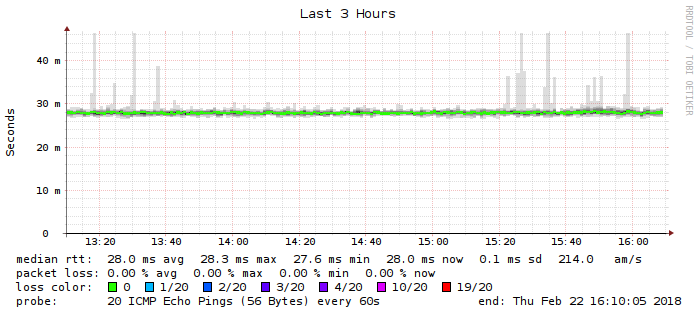 Last 3 Hours
RRDTOOL / TOBI OETIKER
Seconds
40 m
30 m
20 m
10 m
0
13:20 13:40 14:00 14:20 14:40 15:00 15:20 15:40 16:00
median rtt: 28.0 ms avg 28.3 ms max 27.6 ms min 28.0 ms now 0.1 ms sd 214.0 am/s
packet loss: 0.00 % avg 0.00 % max 0.00 % min 0.00 % now
loss color: 0 1/20 2/20 3/20 4/20 10/20 19/20
probe: 20 ICMP Echo Pings (56 Bytes) every 60s end: Thu Feb 22 16:10:05 2018